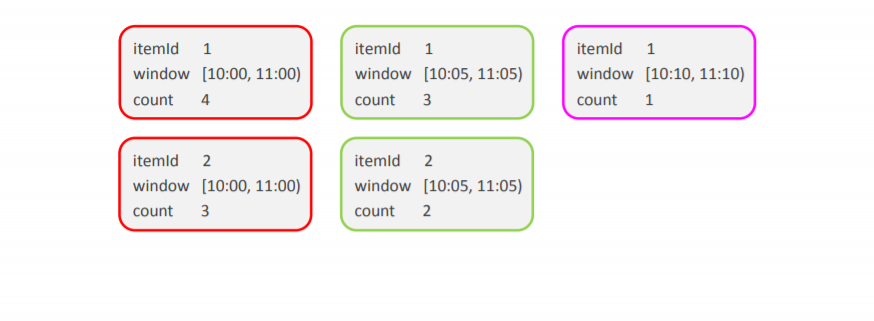 itemId 1
window [10:00, 11:00)
count 4
itemId 1
window [10:05, 11:05)
count 3
itemId 1
window [10:10, 11:10)
count 1
itemId 2
window [10:00, 11:00)
count 3
itemId 2
window [10:05, 11:05)
count 2